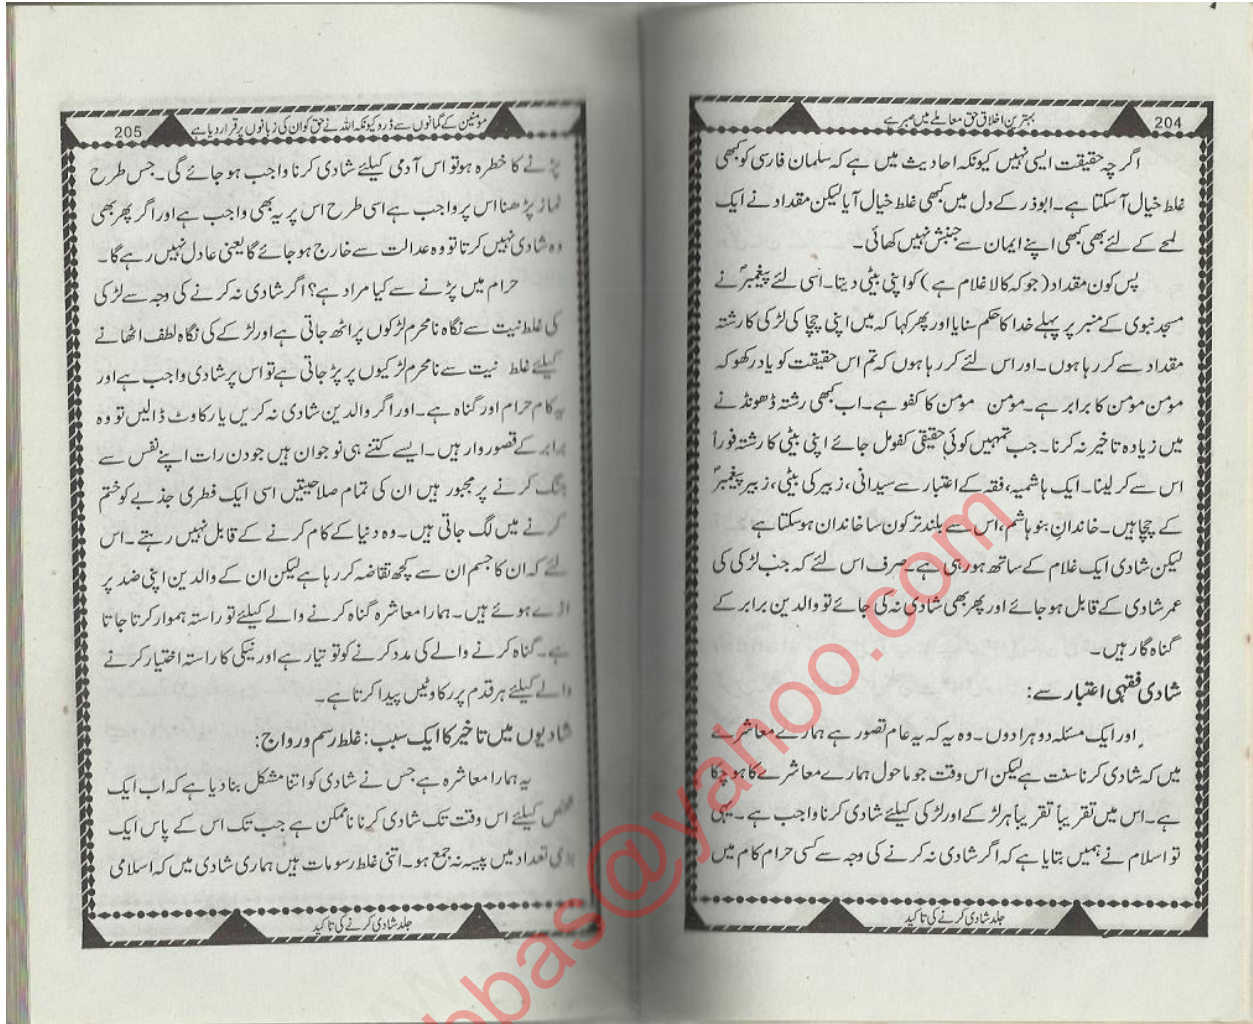 204
بہترین اخلاق حق معاملے میں صبر ہے
اگرچہ حقیقت ایسی نہیں کیونکہ احادیث میں ہے کہ سلمان فارسی کو کبھی
غلط خیال آ سکتا ہے۔ ابوذر کے دل میں کبھی غلط خیال آیا لیکن مقداد نے ایک
لمحے کے لئے بھی کبھی اپنے ایمان سے جنبش نہیں کھائی۔
پس کون مقداد (جو کہ کالا غلام ہے) کو اپنی بیٹی دیتا۔ اسی لئے پیغمبرؐ نے
مسجد نبوی کے منبر پر پہلے خدا کا حکم سنایا اور پھر کہا کہ میں اپنی چچا کی لڑکی کا رشتہ
مقداد سے کر رہا ہوں۔ اور اس لئے کر رہا ہوں کہ تم اس حقیقت کو یاد رکھو کہ
مومن مومن کا برابر ہے۔ مومن مومن کا کفو ہے۔ اب کبھی رشتہ ڈھونڈنے
میں زیادہ تاخیر نہ کرنا۔ جب تمہیں کوئی حقیقی کفو مل جائے اپنی بیٹی کا رشتہ فوراً
اس سے کر لینا۔ ایک ہاشمیہ، فقہ کے اعتبار سے سیدانی، زبیر کی بیٹی، زبیر پیغمبرؐ
کے چچا ہیں۔ خاندانِ بنو ہاشم، اس سے بلند تر کون سا خاندان ہو سکتا ہے
لیکن شادی ایک غلام کے ساتھ ہو رہی ہے۔ صرف اس لئے کہ جب لڑکی کی
عمر شادی کے قابل ہو جائے اور پھر بھی شادی نہ کی جائے تو والدین برابر کے
گناہ گار ہیں۔
شادی فقہی اعتبار سے:
اور ایک مسئلہ دوہرا دوں۔ وہ یہ کہ یہ عام تصور ہے ہمارے معاشرے
میں کہ شادی کرنا سنت ہے لیکن اس وقت جو ماحول ہمارے معاشرے کا ہو چکا
ہے۔ اس میں تقریباً تقریباً ہر لڑکے اور لڑکی کیلئے شادی کرنا واجب ہے۔ یہی
تو اسلام نے ہمیں بتایا ہے کہ اگر شادی نہ کرنے کی وجہ سے کسی حرام کام میں
جلد شادی کرنے کی تاکید
205
مومنین کے گمانوں سے ڈرو کیونکہ اللہ نے حق کو ان کی زبانوں پر قرار دیا ہے
پڑنے کا خطرہ ہو تو اس آدمی کیلئے شادی کرنا واجب ہو جائے گی۔ جس طرح
نماز پڑھنا اس پر واجب ہے اسی طرح اس پر یہ بھی واجب ہے اور اگر پھر بھی
وہ شادی نہیں کرتا تو وہ عدالت سے خارج ہو جائے گا یعنی عادل نہیں رہے گا۔
حرام میں پڑنے سے کیا مراد ہے؟ اگر شادی نہ کرنے کی وجہ سے لڑکی
کی غلط نیت سے نگاہ نامحرم لڑکوں پر اٹھ جاتی ہے اور لڑکے کی نگاہ لطف اٹھانے
کیلئے غلط نیت سے نامحرم لڑکیوں پر پڑ جاتی ہے تو اس پر شادی واجب ہے اور
یہ کام حرام اور گناہ ہے۔ اور اگر والدین شادی نہ کریں یا رکاوٹ ڈالیں تو وہ
برابر کے قصور وار ہیں۔ ایسے کتنے ہی نوجوان ہیں جو دن رات اپنے نفس سے
جنگ کرنے پر مجبور ہیں ان کی تمام صلاحیتیں اسی ایک فطری جذبے کو ختم
کرنے میں لگ جاتی ہیں۔ وہ دنیا کے کام کرنے کے قابل نہیں رہتے۔ اس
لئے کہ ان کا جسم ان سے کچھ تقاضہ کر رہا ہے لیکن ان کے والدین اپنی ضد پر
اڑے ہوئے ہیں۔ ہمارا معاشرہ گناہ کرنے والے کیلئے تو راستہ ہموار کرتا جاتا
ہے۔ گناہ کرنے والے کی مدد کرنے کو تو تیار ہے اور نیکی کا راستہ اختیار کرنے
والے کیلئے ہر قدم پر رکاوٹیں پیدا کرتا ہے۔
شادیوں میں تاخیر کا ایک سبب: غلط رسم و رواج:
یہ ہمارا معاشرہ ہے جس نے شادی کو اتنا مشکل بنا دیا ہے کہ اب ایک
شخص کیلئے اس وقت تک شادی کرنا ناممکن ہے جب تک اس کے پاس ایک
بڑی تعداد میں پیسہ نہ جمع ہو۔ اتنی غلط رسومات ہیں ہماری شادی میں کہ اسلامی
جلد شادی کرنے کی تاکید
bbas@yahoo.com